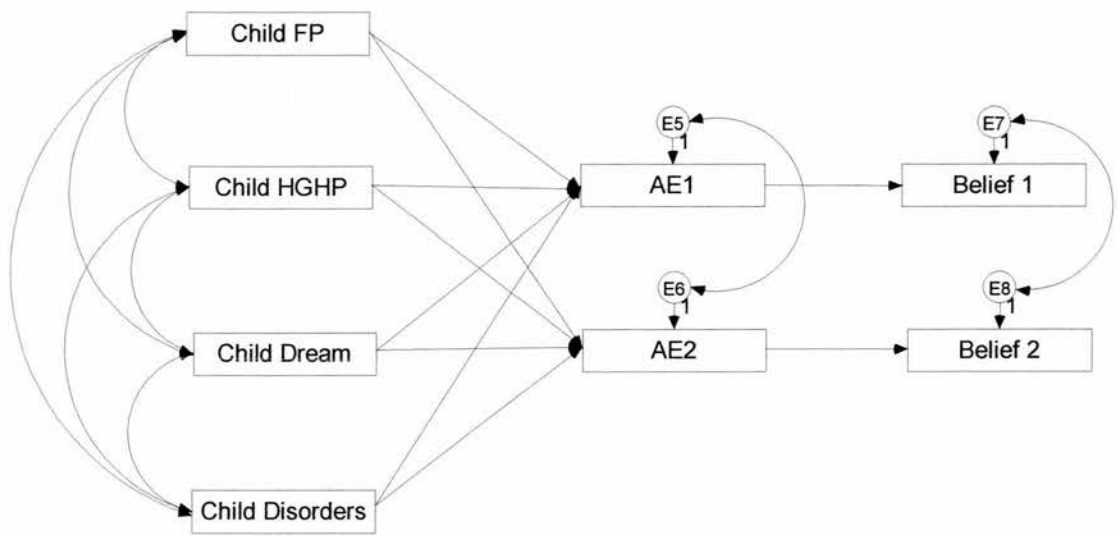 Child FP
E5
1
E7
1
Child HGHP
AE1
Belief 1
E6
1
E8
1
Child Dream
AE2
Belief 2
Child Disorders